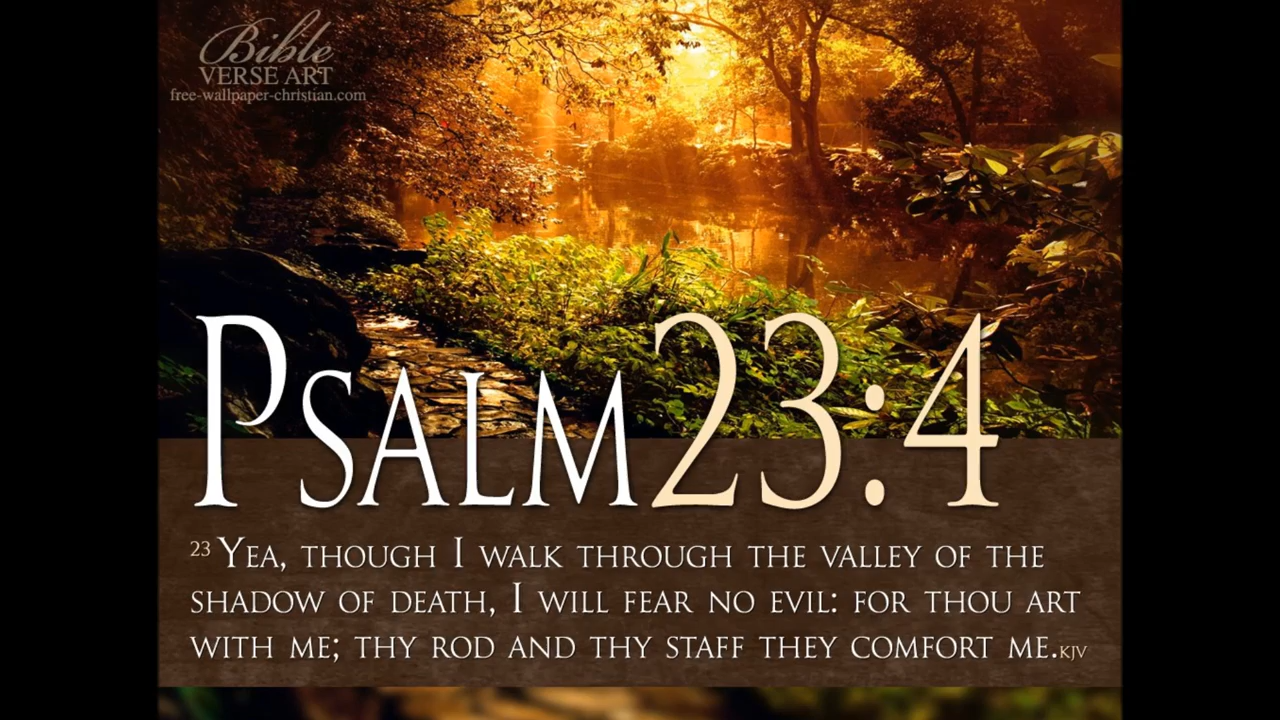 Bible
VERSE ART
free-wallpaper-christian.com
PSALM 23:4
23 YEA, THOUGH I WALK THROUGH THE VALLEY OF THE
SHADOW OF DEATH, I WILL FEAR NO EVIL: FOR THOU ART
WITH ME; THY ROD AND THY STAFF THEY COMFORT ME.KJV